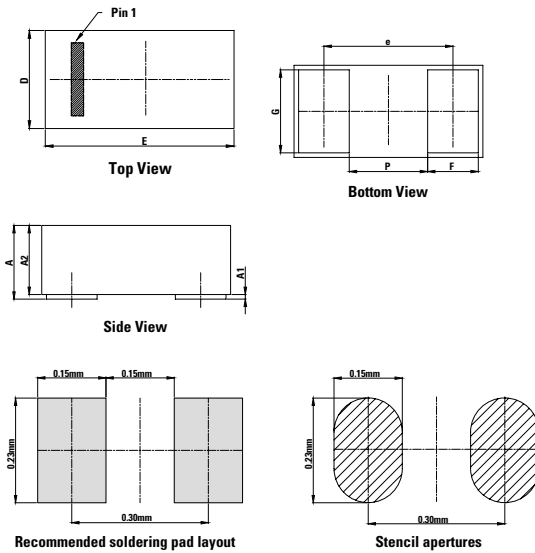 Pin 1
D
E
Top View
e
G
P
F
Bottom View
A
A2
A1
Side View
0.15mm
0.15mm
0.23mm
0.30mm
Recommended soldering pad layout
0.15mm
0.23mm
0.30mm
Stencil apertures